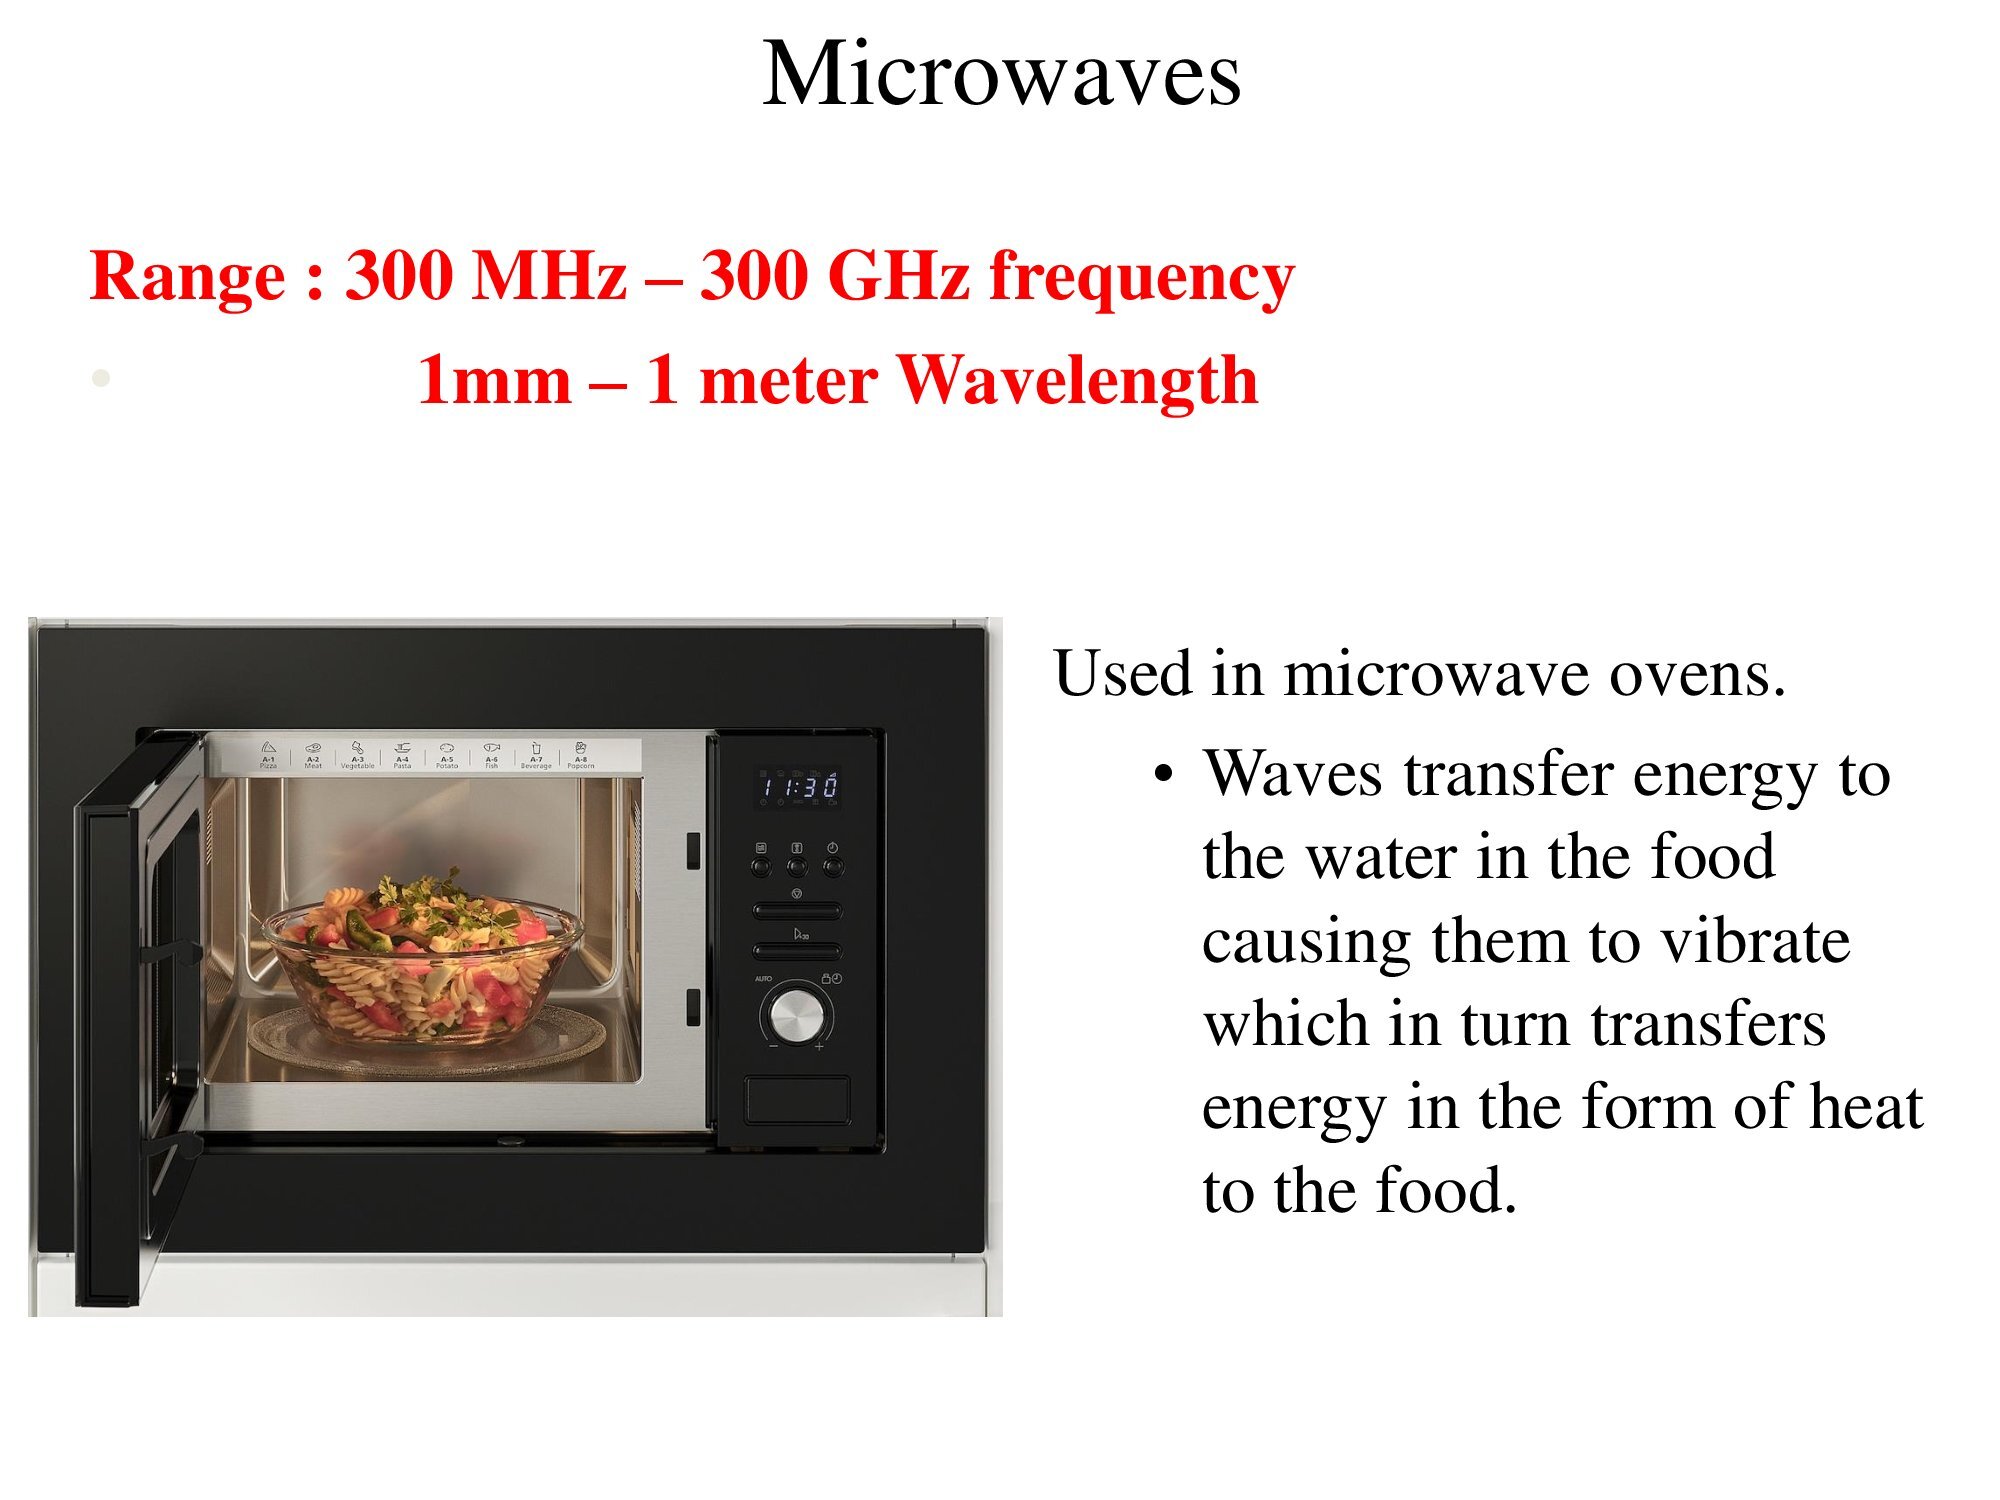 Microwaves
Range : 300 MHz – 300 GHz frequency
• 1mm – 1 meter Wavelength
A-1 A-2 A-3 A-4 A-5 A-6 A-7 A-8
Pizza Meat Vegetable Pasta Potato Fish Beverage Popcorn
11:30
AUTO
Used in microwave ovens.
• Waves transfer energy to
the water in the food
causing them to vibrate
which in turn transfers
energy in the form of heat
to the food.